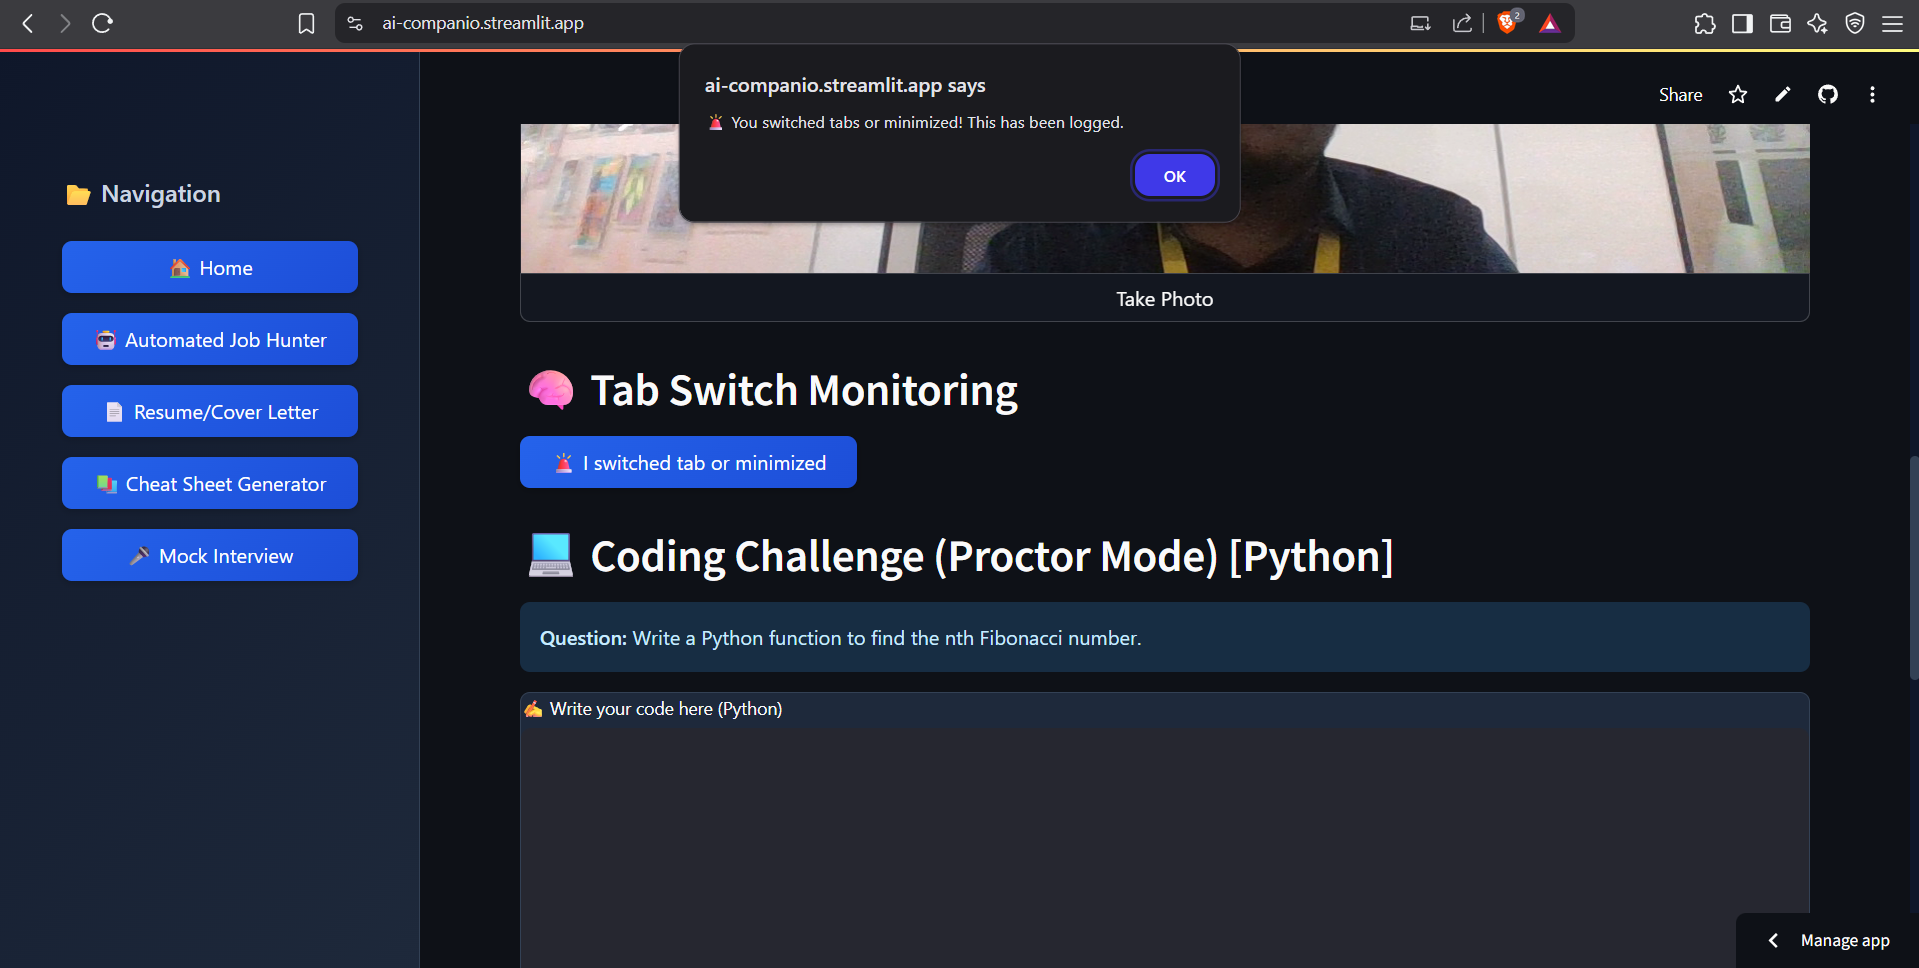 ai-companio.streamlit.app
2
ai-companio.streamlit.app says
🚨 You switched tabs or minimized! This has been logged.
OK
Share
📂 Navigation
🏠 Home
🤖 Automated Job Hunter
📄 Resume/Cover Letter
📚 Cheat Sheet Generator
🎤 Mock Interview
Take Photo
🧠 Tab Switch Monitoring
🚨 I switched tab or minimized
💻 Coding Challenge (Proctor Mode) [Python]
Question: Write a Python function to find the nth Fibonacci number.
✍️ Write your code here (Python)
Manage app